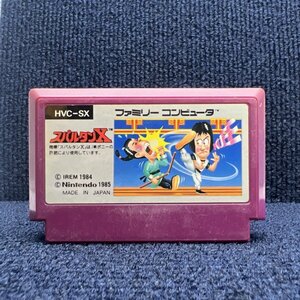 HVC-SX
ファミリー コンピュータ
スパルタンX
商標「スパルタンX」は、東宝東和の
許諾により使用しています。
© IREM 1984
© Nintendo 1985
MADE IN JAPAN